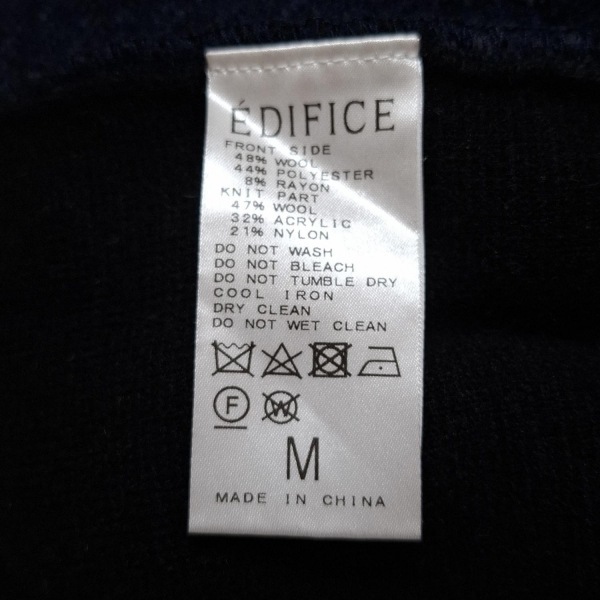 ÉDIFICE
FRONT SIDE
48% WOOL
44% POLYESTER
8% RAYON
KNIT PART
47% WOOL
32% ACRYLIC
21% NYLON
DO NOT WASH
DO NOT BLEACH
DO NOT TUMBLE DRY
COOL IRON
DRY CLEAN
DO NOT WET CLEAN
F W
M
MADE IN CHINA